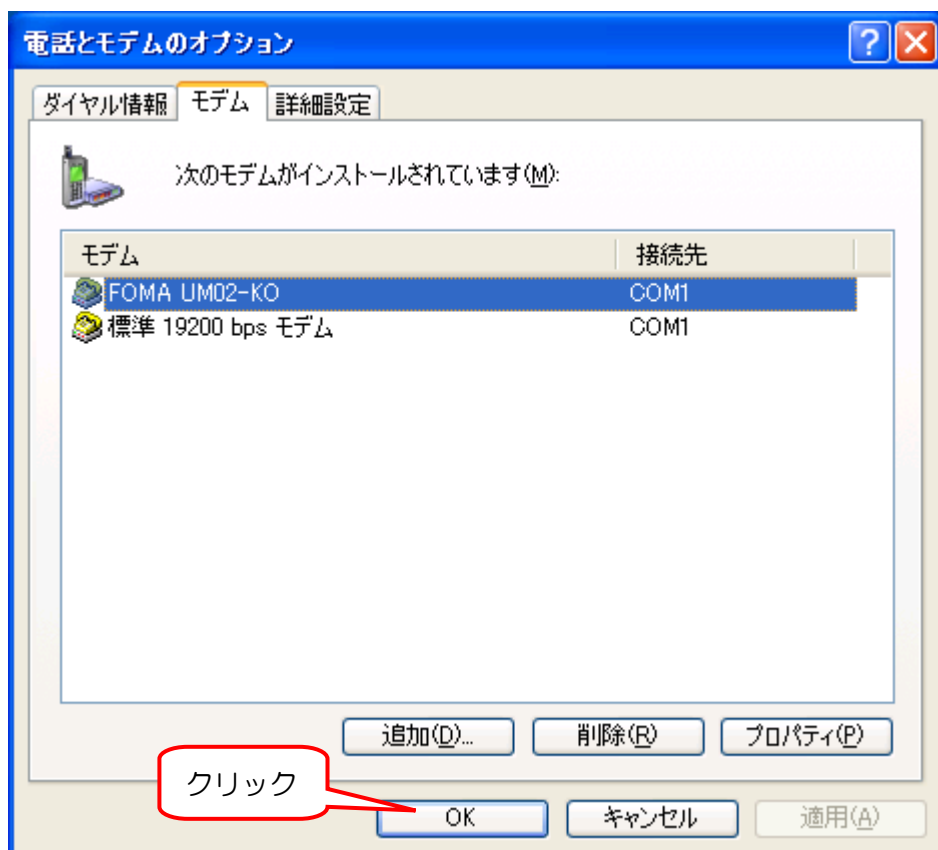 電話とモデムのオプション
ダイヤル情報 モデム 詳細設定
次のモデムがインストールされています(M):
モデム 接続先
FOMA UM02-KO COM1
標準 19200 bps モデム COM1
追加(D)... 削除(R) プロパティ(P)
クリック
OK キャンセル 適用(A)